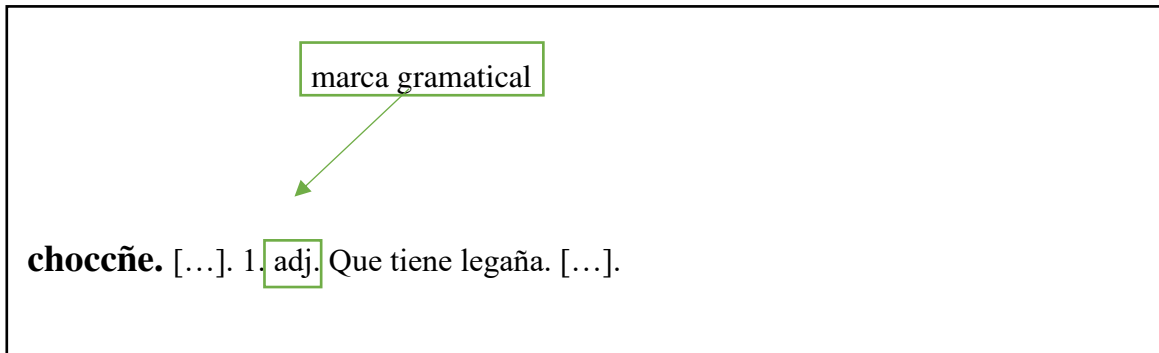 marca gramatical
choccñe. […]. 1. adj. Que tiene legaña. […].